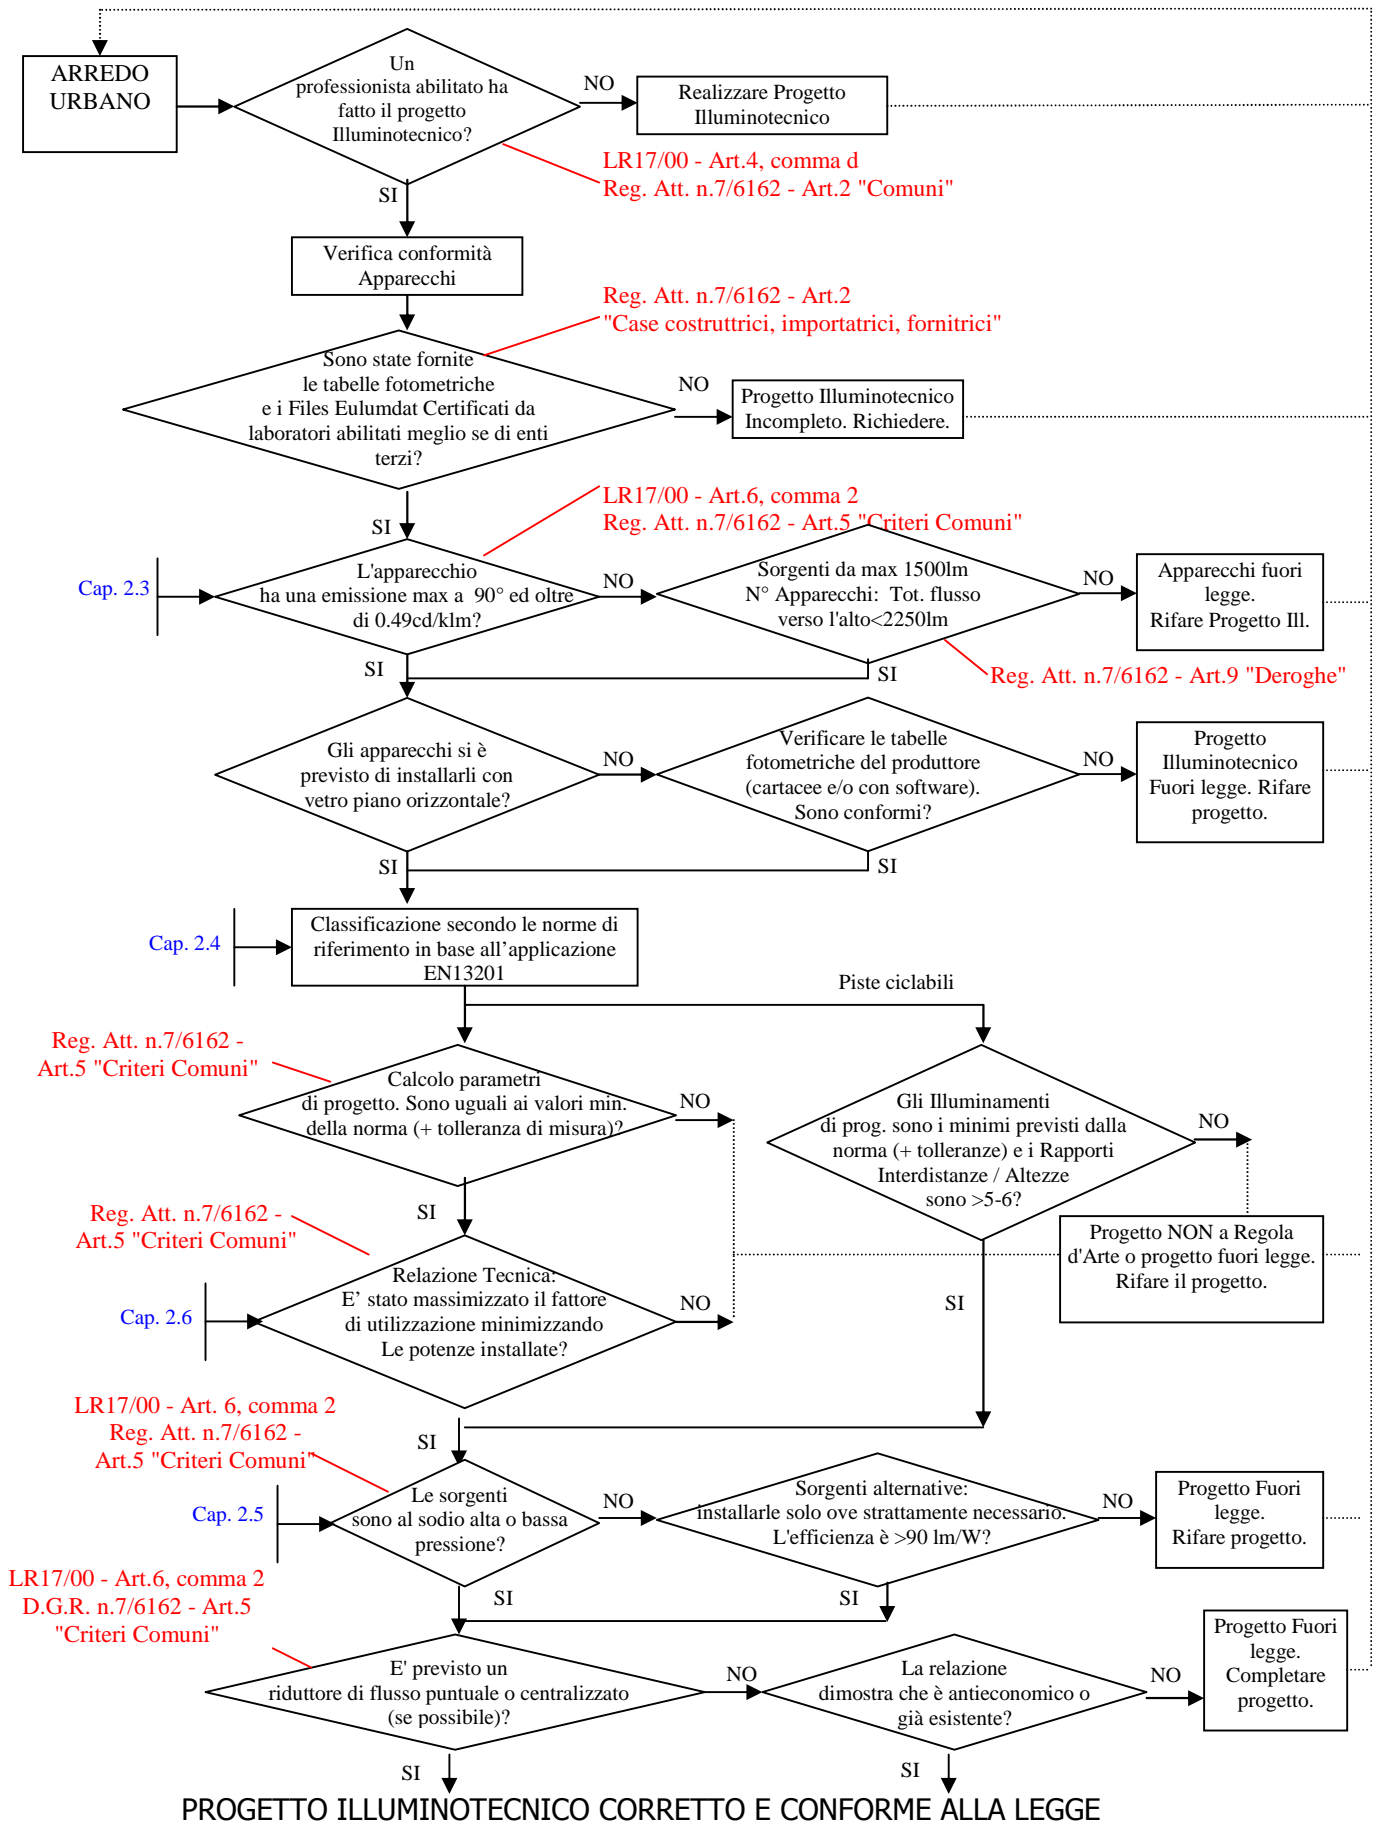 ARREDO
URBANO
Un
professionista abilitato ha
fatto il progetto
Illuminotecnico?
NO
Realizzare Progetto
Illuminotecnico
LR17/00 - Art.4, comma d
Reg. Att. n.7/6162 - Art.2 "Comuni"
SI
Verifica conformità
Apparecchi
Reg. Att. n.7/6162 - Art.2
"Case costruttrici, importatrici, fornitrici"
Sono state fornite
le tabelle fotometriche
e i Files Eulumdat Certificati da
laboratori abilitati meglio se di enti
terzi?
NO
Progetto Illuminotecnico
Incompleto. Richiedere.
LR17/00 - Art.6, comma 2
Reg. Att. n.7/6162 - Art.5 "Criteri Comuni"
SI
Cap. 2.3
L'apparecchio
ha una emissione max a 90° ed oltre
di 0.49cd/klm?
NO
Sorgenti da max 1500lm
N° Apparecchi: Tot. flusso
verso l'alto<2250lm
NO
Apparecchi fuori
legge.
Rifare Progetto Ill.
SI
SI
Reg. Att. n.7/6162 - Art.9 "Deroghe"
Gli apparecchi si è
previsto di installarli con
vetro piano orizzontale?
NO
Verificare le tabelle
fotometriche del produttore
(cartacee e/o con software).
Sono conformi?
NO
Progetto
Illuminotecnico
Fuori legge. Rifare
progetto.
SI
SI
Cap. 2.4
Classificazione secondo le norme di
riferimento in base all’applicazione
EN13201
Piste ciclabili
Reg. Att. n.7/6162 -
Art.5 "Criteri Comuni"
Calcolo parametri
di progetto. Sono uguali ai valori min.
della norma (+ tolleranza di misura)?
NO
Gli Illuminamenti
di prog. sono i minimi previsti dalla
norma (+ tolleranze) e i Rapporti
Interdistanze / Altezze
sono >5-6?
NO
SI
Reg. Att. n.7/6162 -
Art.5 "Criteri Comuni"
Progetto NON a Regola
d'Arte o progetto fuori legge.
Rifare il progetto.
Cap. 2.6
Relazione Tecnica:
E’ stato massimizzato il fattore
di utilizzazione minimizzando
Le potenze installate?
NO
SI
LR17/00 - Art. 6, comma 2
Reg. Att. n.7/6162 -
Art.5 "Criteri Comuni"
SI
Cap. 2.5
Le sorgenti
sono al sodio alta o bassa
pressione?
NO
Sorgenti alternative:
installarle solo ove strattamente necessario.
L'efficienza è >90 lm/W?
NO
Progetto Fuori
legge.
Rifare progetto.
LR17/00 - Art.6, comma 2
D.G.R. n.7/6162 - Art.5
"Criteri Comuni"
SI
SI
E' previsto un
riduttore di flusso puntuale o centralizzato
(se possibile)?
NO
La relazione
dimostra che è antieconomico o
già esistente?
NO
Progetto Fuori
legge.
Completare
progetto.
SI
SI
PROGETTO ILLUMINOTECNICO CORRETTO E CONFORME ALLA LEGGE